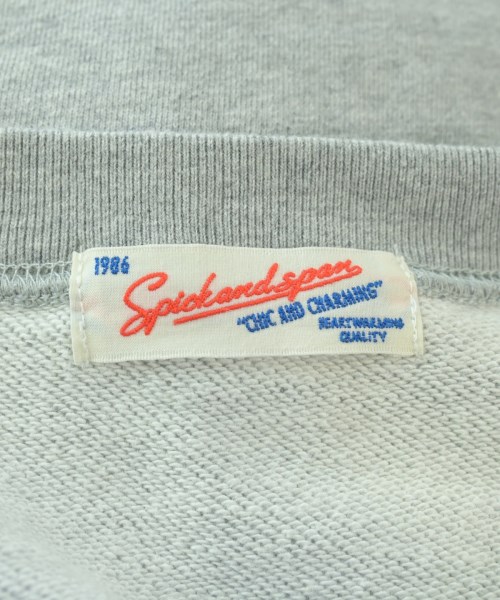 1986
Spickandspan
"CHIC AND CHARMING"
HEARTWARMING
QUALITY